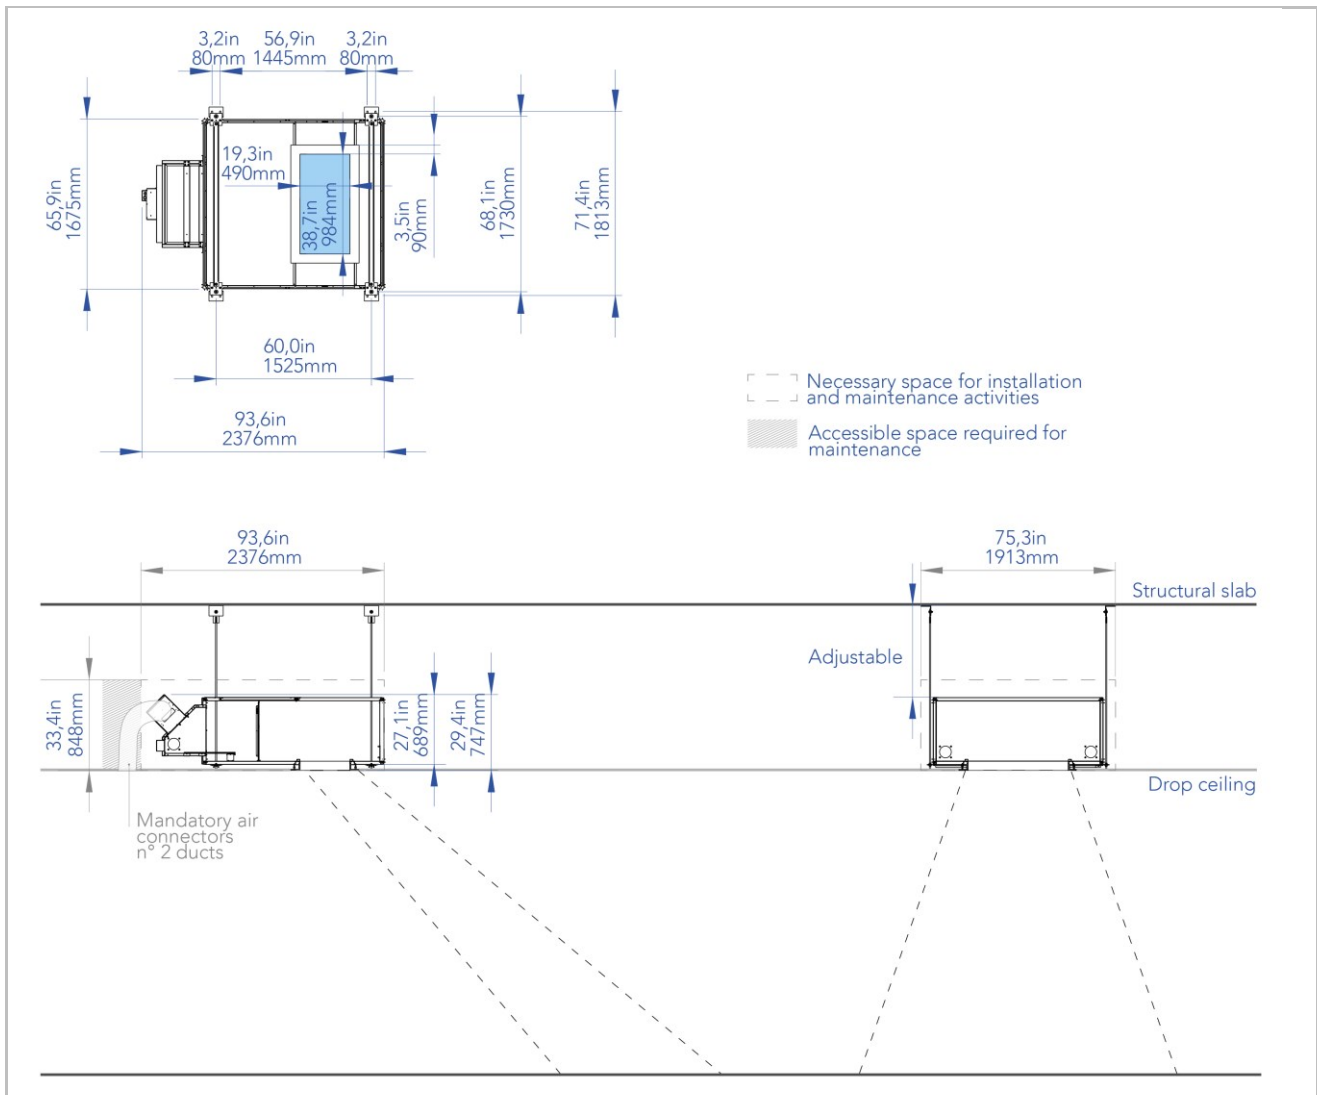 3,2in 56,9in 3,2in
80mm 1445mm 80mm
19,3in
490mm
38,7in
984mm
3,5in
90mm
65,9in
1675mm
68,1in
1730mm
71,4in
1813mm
60,0in
1525mm
93,6in
2376mm
Necessary space for installation
and maintenance activities
Accessible space required for
maintenance
93,6in
2376mm
75,3in
1913mm
Structural slab
Adjustable
33,4in
848mm
27,1in
689mm
29,4in
747mm
Drop ceiling
Mandatory air
connectors
n° 2 ducts